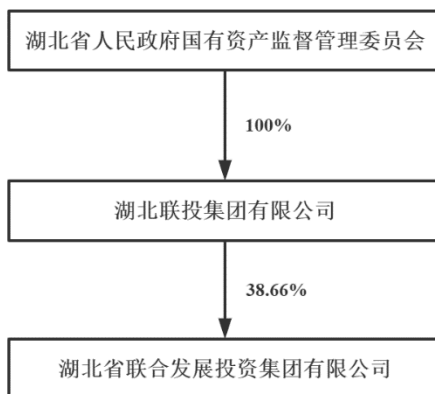 湖北省人民政府国有资产监督管理委员会
100%
湖北联投集团有限公司
38.66%
湖北省联合发展投资集团有限公司